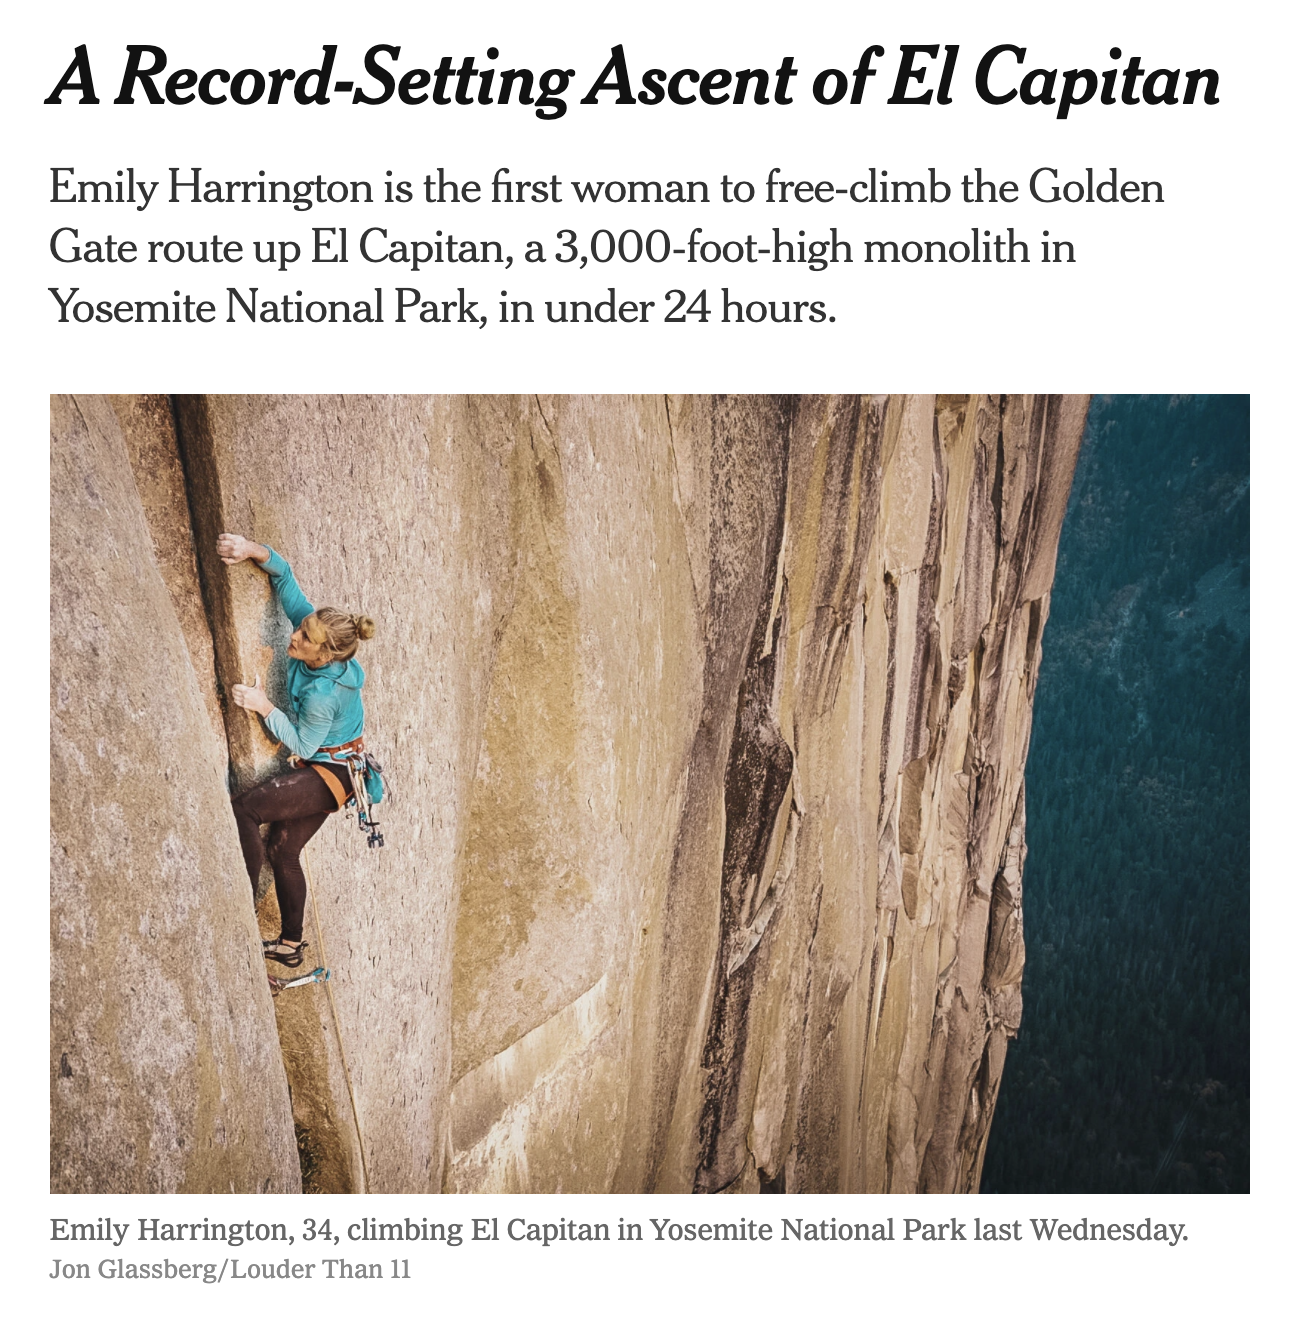 A Record-Setting Ascent of El Capitan
Emily Harrington is the first woman to free-climb the Golden
Gate route up El Capitan, a 3,000-foot-high monolith in
Yosemite National Park, in under 24 hours.
Emily Harrington, 34, climbing El Capitan in Yosemite National Park last Wednesday.
Jon Glassberg/Louder Than 11